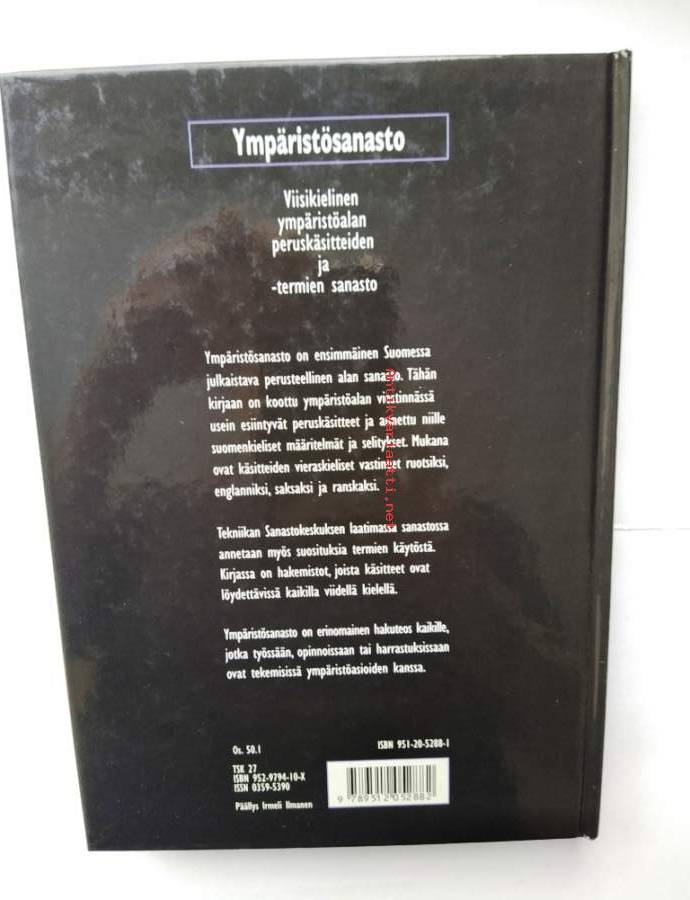 Ympäristösanasto
Viisikielinen
ympäristöalan
peruskäsitteiden
ja
-termien sanasto
Ympäristösanasto on ensimmäinen Suomessa
julkaistava perusteellinen alan sanasto. Tähän
kirjaan on koottu ympäristöalan viestinnässä
usein esiintyvät peruskäsitteet ja annettu niille
suomenkieliset määritelmät ja selitykset. Mukana
ovat käsitteiden vieraskieliset vastineet ruotsiksi,
englanniksi, saksaksi ja ranskaksi.
Tekniikan Sanastokeskuksen laatimassa sanastossa
annetaan myös suosituksia termien käytöstä.
Kirjassa on hakemistot, joista käsitteet ovat
löydettävissä kaikilla viidellä kielellä.
Ympäristösanasto on erinomainen hakuteos kaikille,
jotka työssään, opinnoissaan tai harrastuksissaan
ovat tekemisissä ympäristöasioiden kanssa.
Os. 50.1
ISBN 951-20-5288-1
TSK 27
ISBN 952-9794-10-X
ISSN 0359-5390
Päällys Irmeli Ilmanen
9 789512 052882
antikvariaatti.net